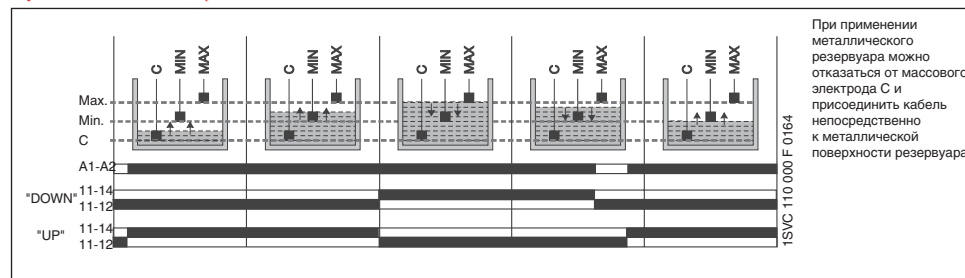 C MIN MAX C MIN MAX C MIN MAX C MIN MAX C MIN MAX
Max.
Min.
C
A1-A2
"DOWN" 11-14
11-12
"UP" 11-14
11-12
1SVC 110 000 F 0164
При применении
металлического
резервуара можно
отказаться от массового
электрода С и
присоединить кабель
непосредственно
к металлической
поверхности резервуара